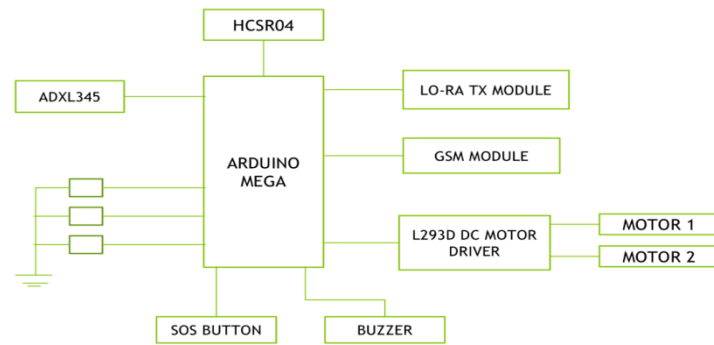 HCSR04
ADXL345
LO-RA TX MODULE
ARDUINO
MEGA
GSM MODULE
L293D DC MOTOR
DRIVER
MOTOR 1
MOTOR 2
SOS BUTTON
BUZZER